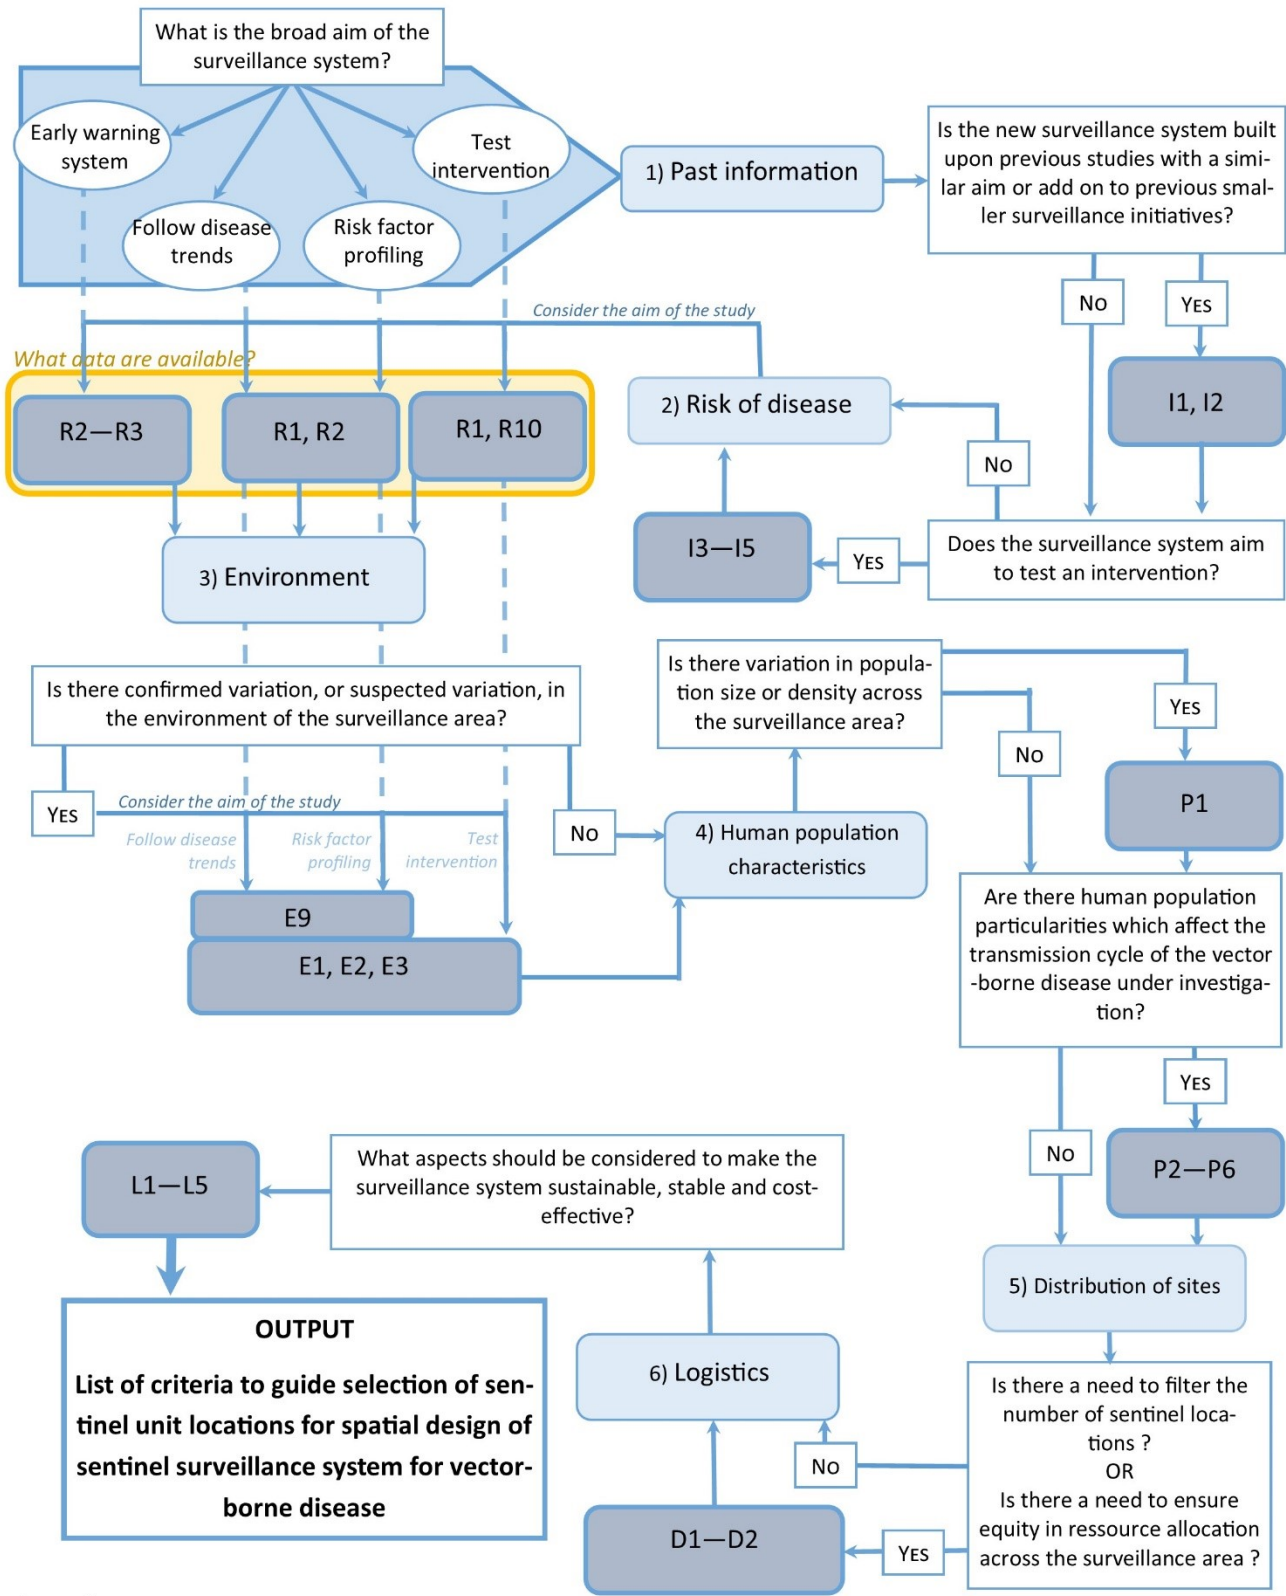 What is the broad aim of the
surveillance system?
Early warning
system
Test
intervention
Follow disease
trends
Risk factor
profiling
1) Past information
Is the new surveillance system built
upon previous studies with a simi-
lar aim or add on to previous smal-
ler surveillance initiatives?
No
YES
I1, I2
Consider the aim of the study
What data are available?
R2—R3
R1, R2
R1, R10
2) Risk of disease
No
I3—I5
YES
Does the surveillance system aim
to test an intervention?
3) Environment
Is there confirmed variation, or suspected variation, in
the environment of the surveillance area?
YES
Consider the aim of the study
Follow disease
trends
Risk factor
profiling
Test
intervention
No
E9
E1, E2, E3
4) Human population
characteristics
Is there variation in popula-
tion size or density across
the surveillance area?
YES
No
P1
Are there human population
particularities which affect the
transmission cycle of the vector
-borne disease under investiga-
tion?
YES
No
P2—P6
5) Distribution of sites
Is there a need to filter the
number of sentinel loca-
tions ?
OR
Is there a need to ensure
equity in ressource allocation
across the surveillance area ?
No
YES
D1—D2
6) Logistics
What aspects should be considered to make the
surveillance system sustainable, stable and cost-
effective?
L1—L5
OUTPUT
List of criteria to guide selection of sen-
tinel unit locations for spatial design of
sentinel surveillance system for vector-
borne disease